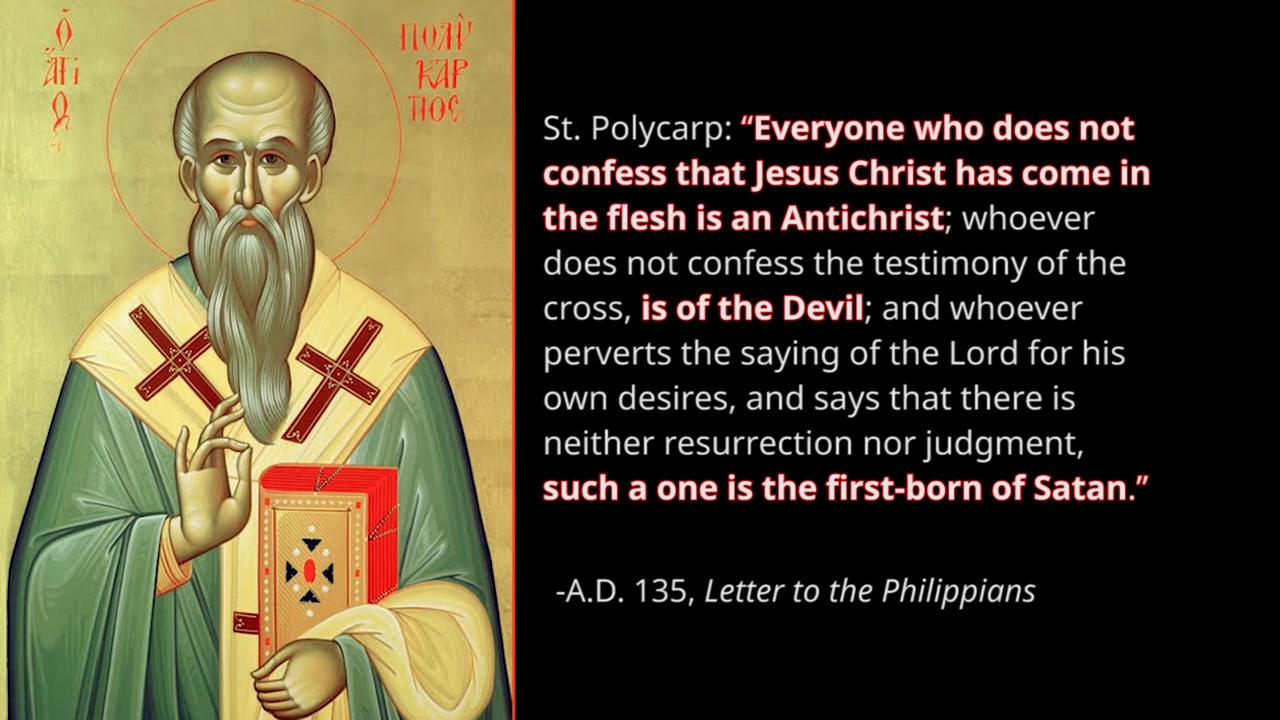 ὁ
ἍΓΙ
Ο
ς
ΠΟΛΎ
ΚΑΡ
ΠΟς
St. Polycarp: “Everyone who does not
confess that Jesus Christ has come in
the flesh is an Antichrist; whoever
does not confess the testimony of the
cross, is of the Devil; and whoever
perverts the saying of the Lord for his
own desires, and says that there is
neither resurrection nor judgment,
such a one is the first-born of Satan.”
-A.D. 135, Letter to the Philippians